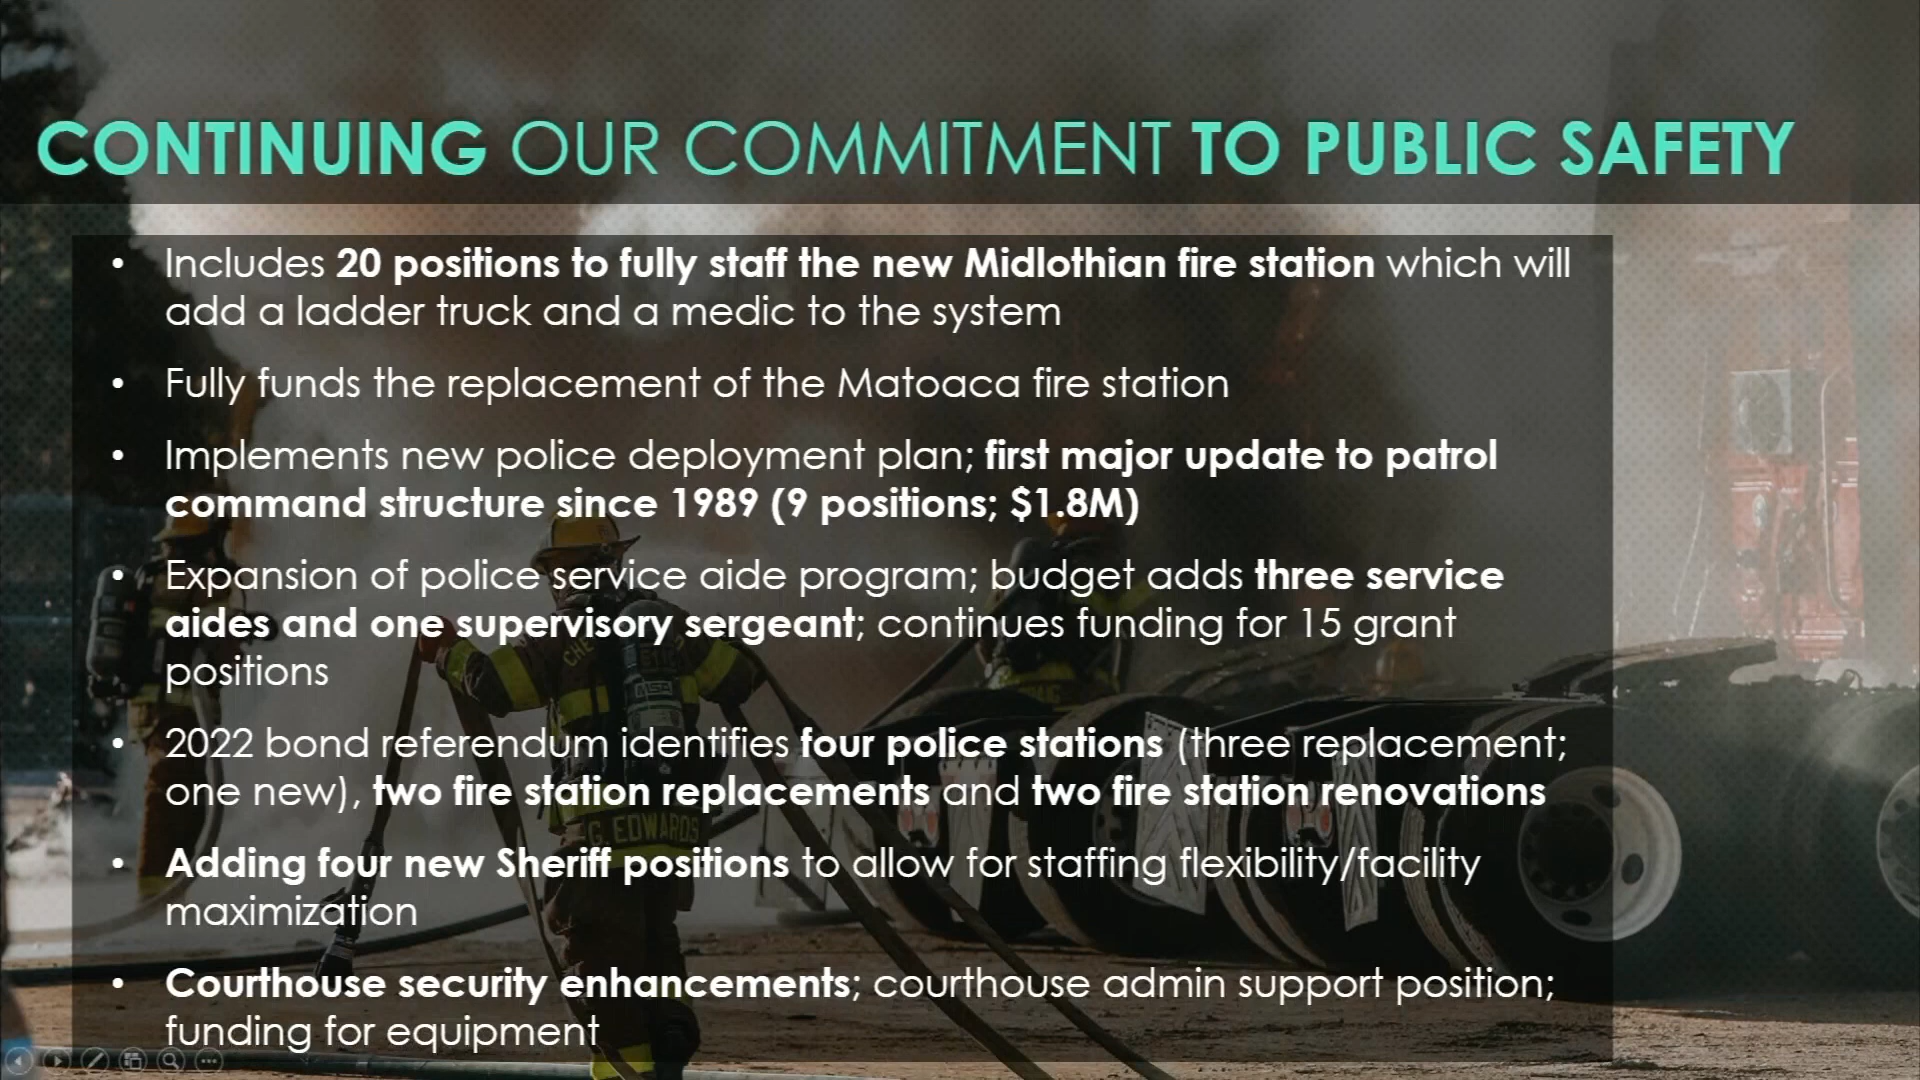 CONTINUING OUR COMMITMENT TO PUBLIC SAFETY
• Includes 20 positions to fully staff the new Midlothian fire station which will
add a ladder truck and a medic to the system
• Fully funds the replacement of the Matoaca fire station
• Implements new police deployment plan; first major update to patrol
command structure since 1989 (9 positions; $1.8M)
• Expansion of police service aide program; budget adds three service
aides and one supervisory sergeant; continues funding for 15 grant
positions
• 2022 bond referendum identifies four police stations (three replacement;
one new), two fire station replacements and two fire station renovations
• Adding four new Sheriff positions to allow for staffing flexibility/facility
maximization
• Courthouse security enhancements; courthouse admin support position;
funding for equipment
MSA
G. EDWARDS